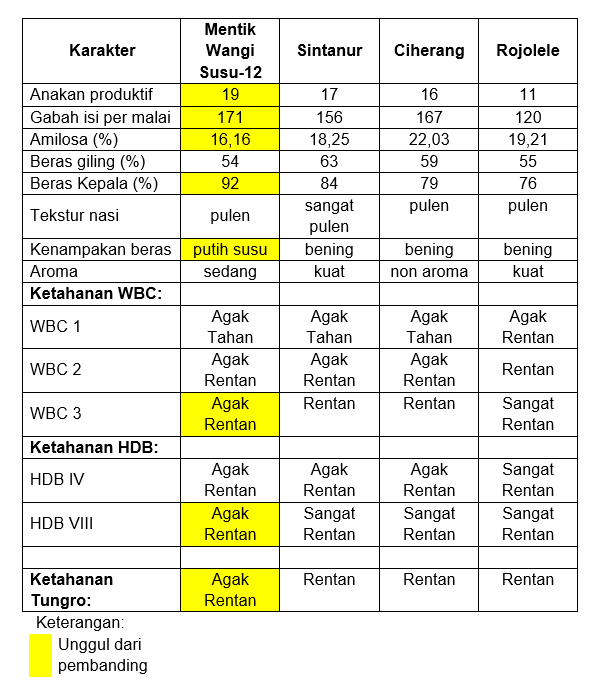 Karakter Mentik Wangi Susu-12 Sintanur Ciherang Rojolele
Anakan produktif 19 17 16 11
Gabah isi per malai 171 156 167 120
Amilosa (%) 16,16 18,25 22,03 19,21
Beras giling (%) 54 63 59 55
Beras Kepala (%) 92 84 79 76
Tekstur nasi pulen sangat pulen pulen pulen
Kenampakan beras putih susu bening bening bening
Aroma sedang kuat non aroma kuat
Ketahanan WBC:
WBC 1 Agak Tahan Agak Tahan Agak Tahan Agak Rentan
WBC 2 Agak Rentan Agak Rentan Agak Rentan Rentan
WBC 3 Agak Rentan Rentan Rentan Sangat Rentan
Ketahanan HDB:
HDB IV Agak Rentan Agak Rentan Agak Rentan Sangat Rentan
HDB VIII Agak Rentan Sangat Rentan Sangat Rentan Sangat Rentan
Ketahanan Tungro: Agak Rentan Rentan Rentan Rentan
Keterangan:
Unggul dari
pembanding